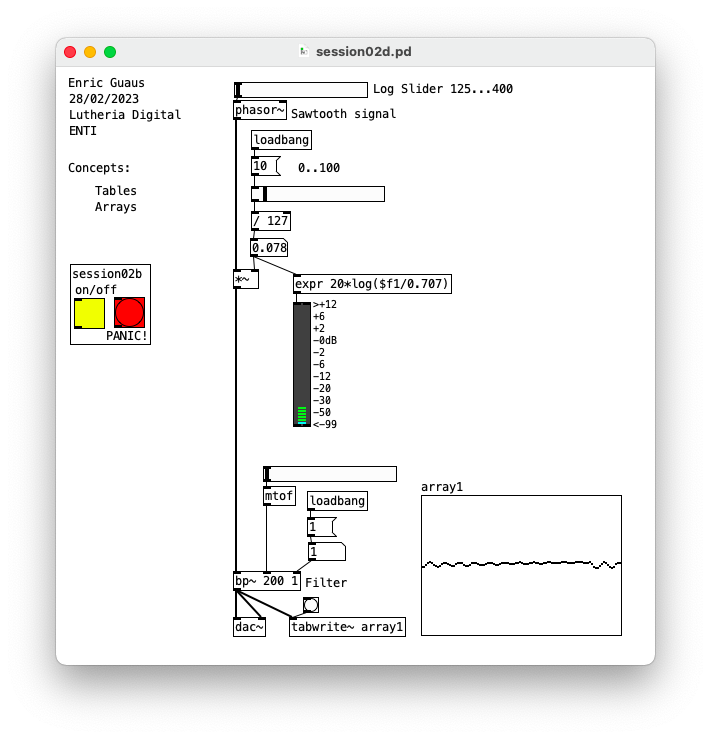 session02d.pd
Enric Guaus
28/02/2023
Lutheria Digital
ENTI
Concepts:
Tables
Arrays
Log Slider 125...400
phasor~
Sawtooth signal
loadbang
10
0..100
/ 127
0.078
*~
expr 20*log($f1/0.707)
session02b
on/off
PANIC!
>+12
+6
+2
-0dB
-2
-6
-12
-20
-30
-50
<-99
mtof
loadbang
1
1
bp~ 200 1
Filter
dac~
tabwrite~ array1
array1